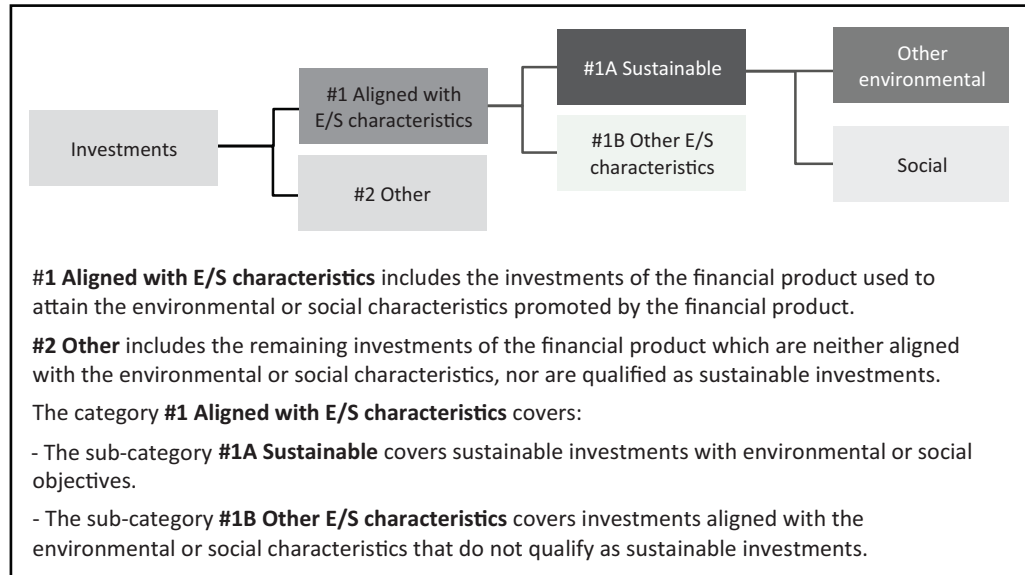 Investments
#1 Aligned with
E/S characteristics
#2 Other
#1A Sustainable
#1B Other E/S
characteristics
Other
environmental
Social
#1 Aligned with E/S characteristics includes the investments of the financial product used to
attain the environmental or social characteristics promoted by the financial product.
#2 Other includes the remaining investments of the financial product which are neither aligned
with the environmental or social characteristics, nor are qualified as sustainable investments.
The category #1 Aligned with E/S characteristics covers:
- The sub-category #1A Sustainable covers sustainable investments with environmental or social
objectives.
- The sub-category #1B Other E/S characteristics covers investments aligned with the
environmental or social characteristics that do not qualify as sustainable investments.